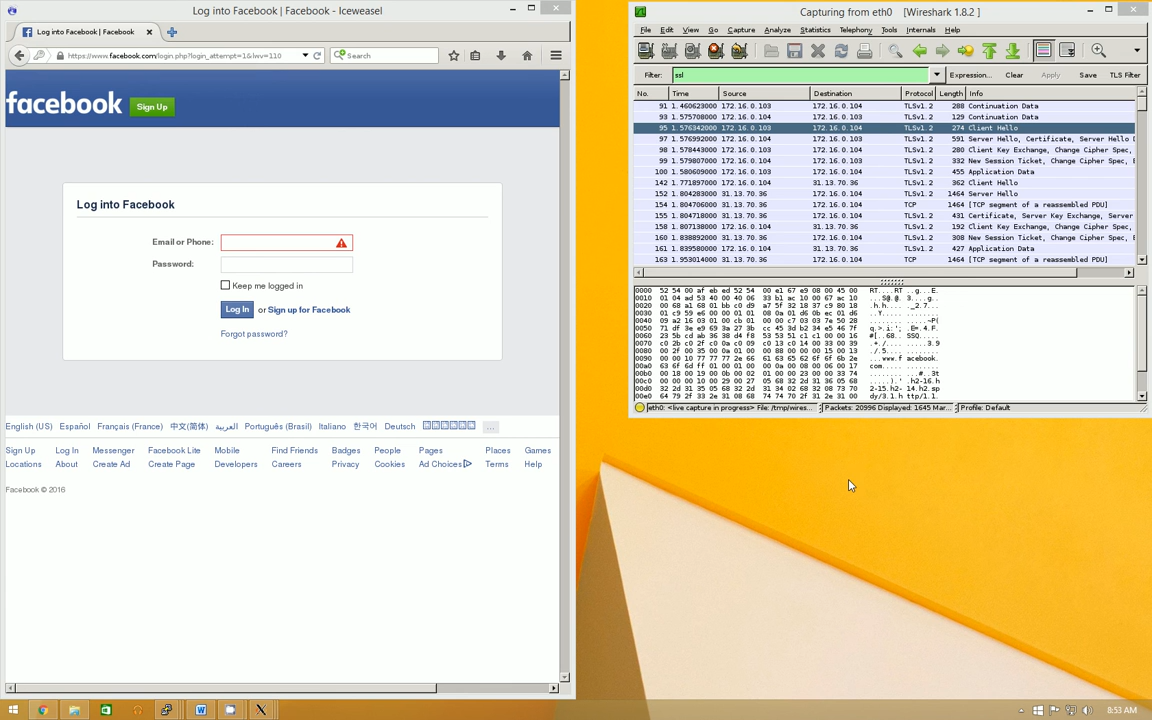 Log into Facebook | Facebook - Iceweasel
Log into Facebook | Facebook
https://www.facebook.com/login.php?login_attempt=1&lwv=110
Search
facebook
Sign Up
Log into Facebook
Email or Phone:
Password:
Keep me logged in
Log In or Sign up for Facebook
Forgot password?
English (US) Español Français (France) 中文(简体) العربية Português (Brasil) Italiano 한국어 Deutsch ...
Sign Up Log In Messenger Facebook Lite Mobile Find Friends Badges People Pages Places Games
Locations About Create Ad Create Page Developers Careers Privacy Cookies Ad Choices Terms Help
Facebook © 2016
Capturing from eth0 [Wireshark 1.8.2 ]
File Edit View Go Capture Analyze Statistics Telephony Tools Internals Help
Filter: ssl Expression... Clear Apply Save TLS Filter
No. Time Source Destination Protocol Length Info
91 1.460623000 172.16.0.103 172.16.0.104 TLSv1.2 288 Continuation Data
93 1.575708000 172.16.0.104 172.16.0.103 TLSv1.2 129 Continuation Data
95 1.576342000 172.16.0.103 172.16.0.104 TLSv1.2 274 Client Hello
97 1.576992000 172.16.0.104 172.16.0.103 TLSv1.2 591 Server Hello, Certificate, Server Hello D
98 1.578443000 172.16.0.103 172.16.0.104 TLSv1.2 280 Client Key Exchange, Change Cipher Spec,
99 1.579807000 172.16.0.104 172.16.0.103 TLSv1.2 332 New Session Ticket, Change Cipher Spec,
100 1.580609000 172.16.0.103 172.16.0.104 TLSv1.2 455 Application Data
142 1.771897000 172.16.0.104 31.13.70.36 TLSv1.2 362 Client Hello
152 1.804283000 31.13.70.36 172.16.0.104 TLSv1.2 1464 Server Hello
154 1.804706000 31.13.70.36 172.16.0.104 TCP 1464 [TCP segment of a reassembled PDU]
155 1.804718000 31.13.70.36 172.16.0.104 TLSv1.2 431 Certificate, Server Key Exchange, Server
158 1.807138000 172.16.0.104 31.13.70.36 TLSv1.2 192 Client Key Exchange, Change Cipher Spec,
160 1.838892000 31.13.70.36 172.16.0.104 TLSv1.2 308 New Session Ticket, Change Cipher Spec,
161 1.839580000 172.16.0.104 31.13.70.36 TLSv1.2 427 Application Data
163 1.953014000 31.13.70.36 172.16.0.104 TCP 1464 [TCP segment of a reassembled PDU]
eth0: <live capture in progress> File: /tmp/wires... Packets: 20996 Displayed: 1645 Mar... Profile: Default
8:53 AM